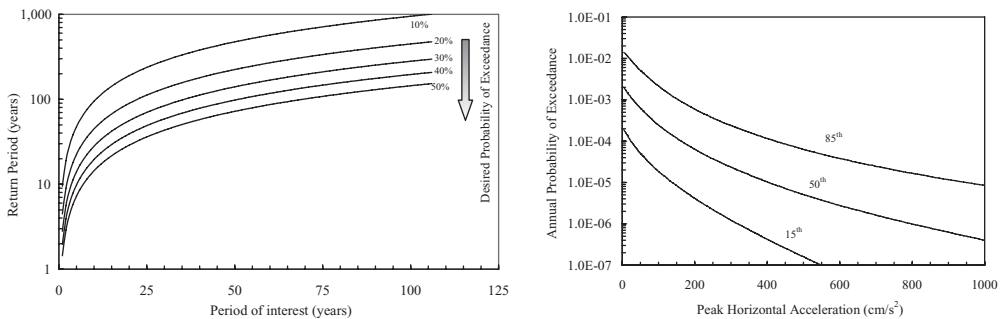 1,000
100
10
1
Return Period (years)
10%
20%
30%
40%
50%
Desired Probability of Exceedance
0 25 50 75 100 125
Period of interest (years)
1.0E-01
1.0E-02
1.0E-03
1.0E-04
1.0E-05
1.0E-06
1.0E-07
Annual Probability of Exceedance
85th
50th
15th
0 200 400 600 800 1000
Peak Horizontal Acceleration (cm/s²)